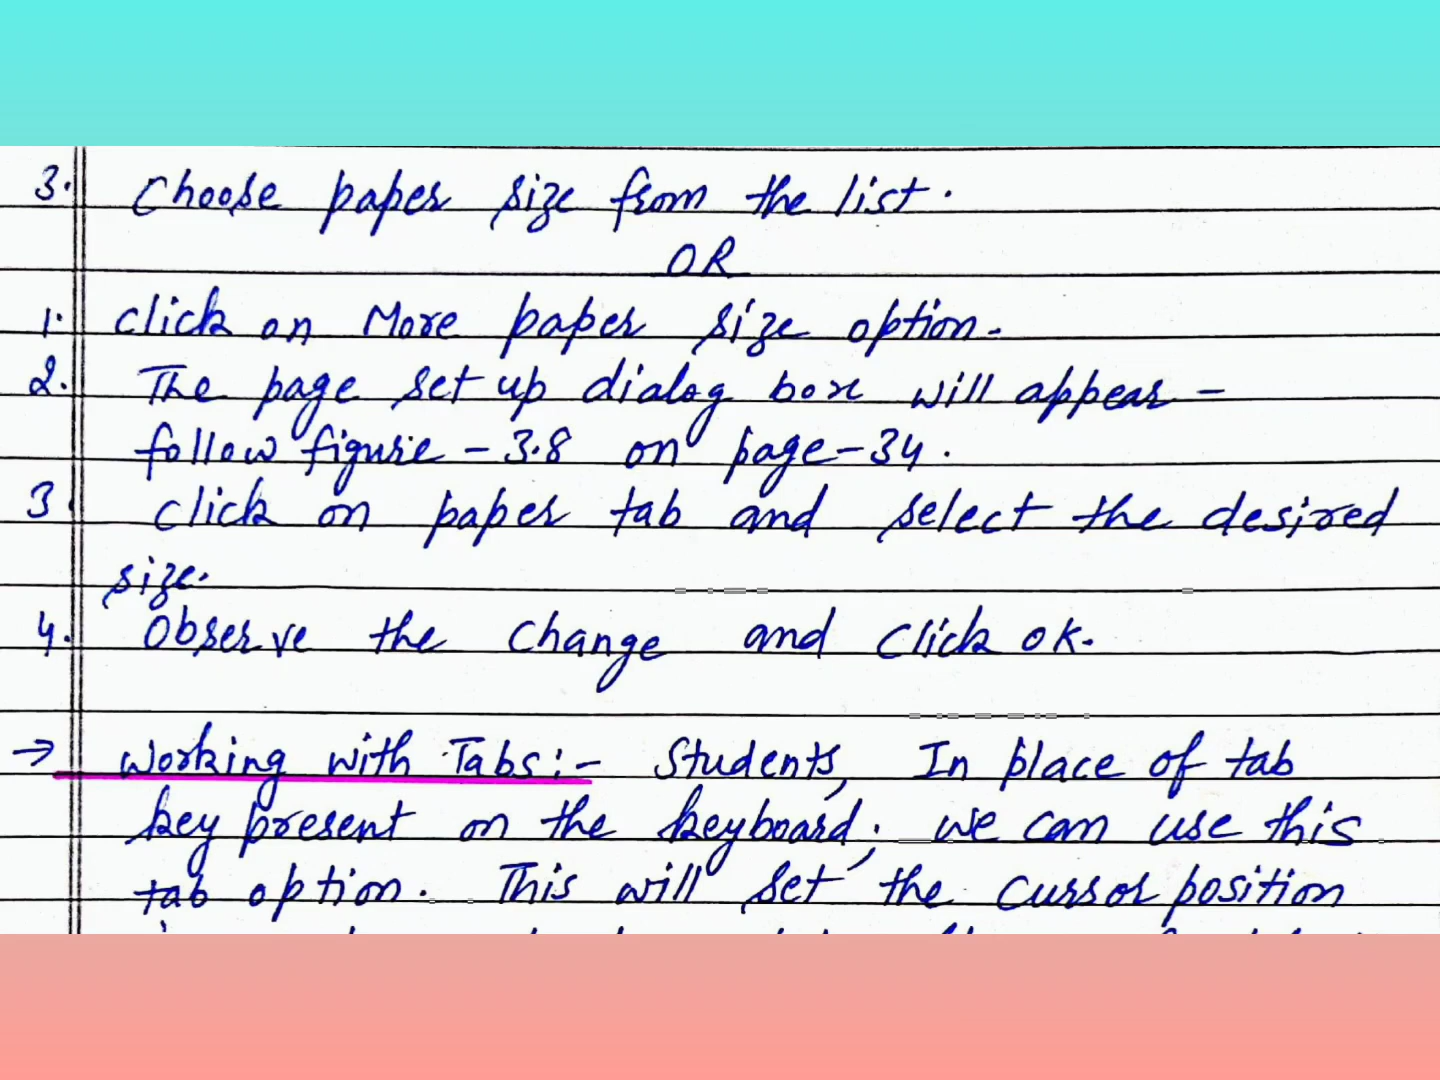 3. Choose paper size from the list.
OR
1. Click on More paper size option.
2. The page set up dialog box will appear -
follow figure - 3.8 on page - 34.
3 Click on paper tab and select the desired
size.
4. Observe the change and click ok.
→ Working with Tabs :- Students, In place of tab
key present on the keyboard, we can use this
tab option. This will set the cursor position